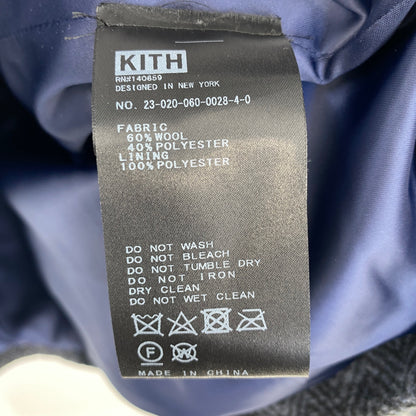 KITH
RN#140659
DESIGNED IN NEW YORK
NO. 23-020-060-0028-4-0
FABRIC
60% WOOL
40% POLYESTER
LINING
100% POLYESTER
DO NOT WASH
DO NOT BLEACH
DO NOT TUMBLE DRY
DO NOT IRON
DRY CLEAN
DO NOT WET CLEAN
F W
MADE IN CHINA